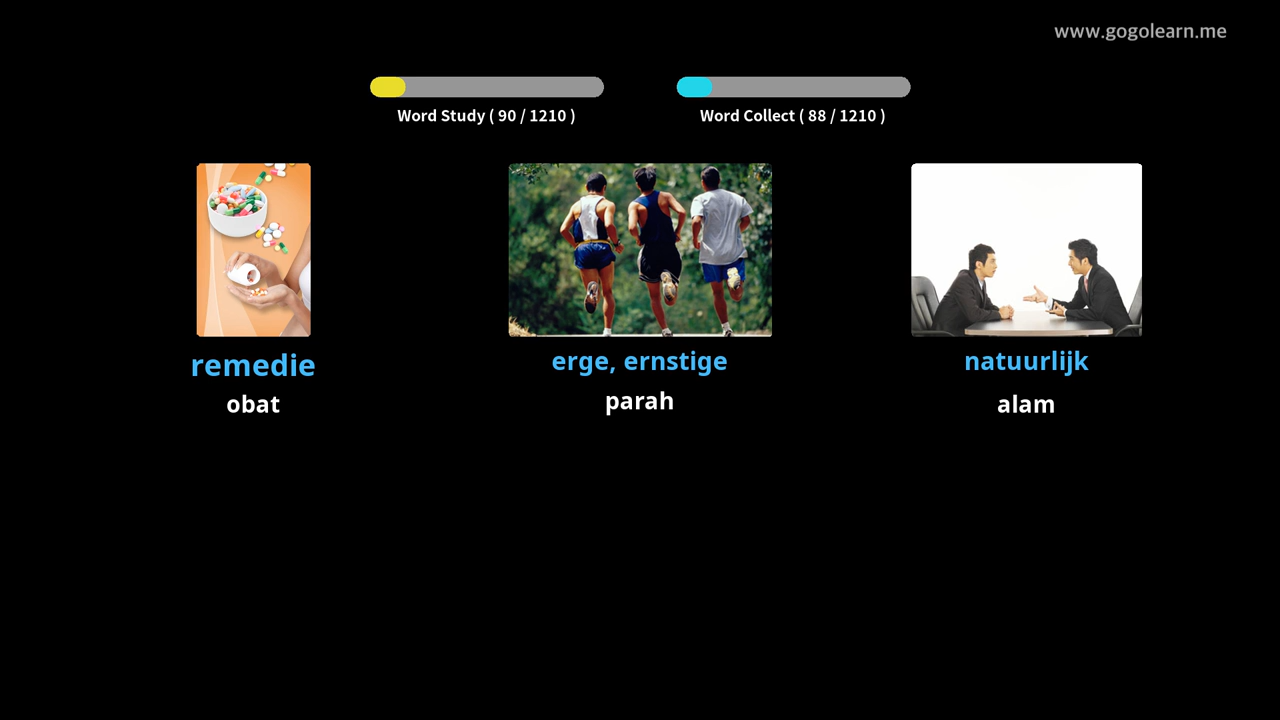 www.gogolearn.me
Word Study ( 90 / 1210 )
Word Collect ( 88 / 1210 )
remedie
obat
erge, ernstige
parah
natuurlijk
alam